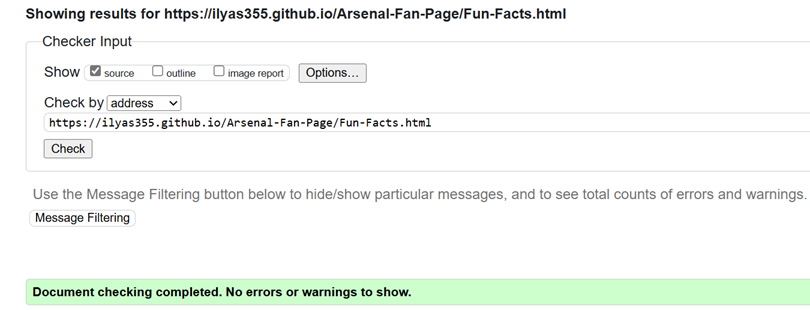 Showing results for https://ilyas355.github.io/Arsenal-Fan-Page/Fun-Facts.html
Checker Input
Show source outline image report Options...
Check by address
https://ilyas355.github.io/Arsenal-Fan-Page/Fun-Facts.html
Check
Use the Message Filtering button below to hide/show particular messages, and to see total counts of errors and warnings.
Message Filtering
Document checking completed. No errors or warnings to show.